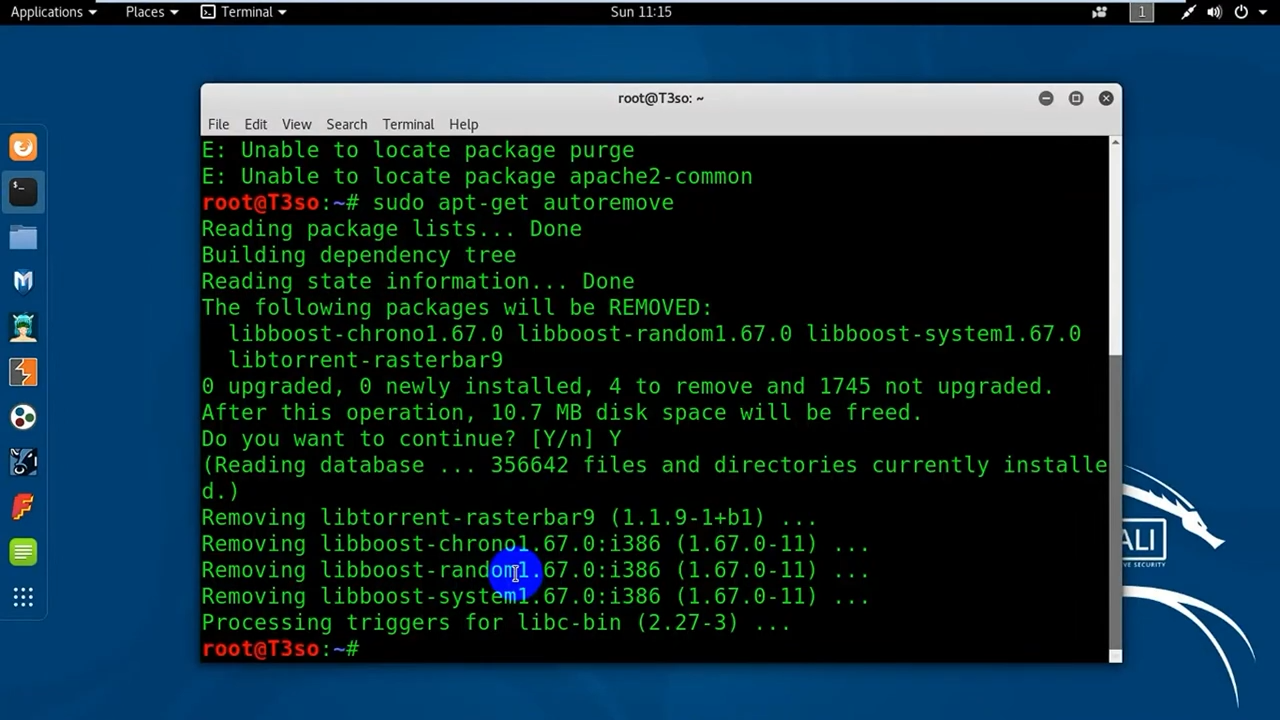 Applications Places Terminal Sun 11:15 1
root@T3so: ~
File Edit View Search Terminal Help
E: Unable to locate package purge
E: Unable to locate package apache2-common
root@T3so:~# sudo apt-get autoremove
Reading package lists... Done
Building dependency tree
Reading state information... Done
The following packages will be REMOVED:
libboost-chrono1.67.0 libboost-random1.67.0 libboost-system1.67.0
libtorrent-rasterbar9
0 upgraded, 0 newly installed, 4 to remove and 1745 not upgraded.
After this operation, 10.7 MB disk space will be freed.
Do you want to continue? [Y/n] Y
(Reading database ... 356642 files and directories currently installe
d.)
Removing libtorrent-rasterbar9 (1.1.9-1+b1) ...
Removing libboost-chrono1.67.0:i386 (1.67.0-11) ...
Removing libboost-random1.67.0:i386 (1.67.0-11) ...
Removing libboost-system1.67.0:i386 (1.67.0-11) ...
Processing triggers for libc-bin (2.27-3) ...
root@T3so:~#
ALI
E SECURITY